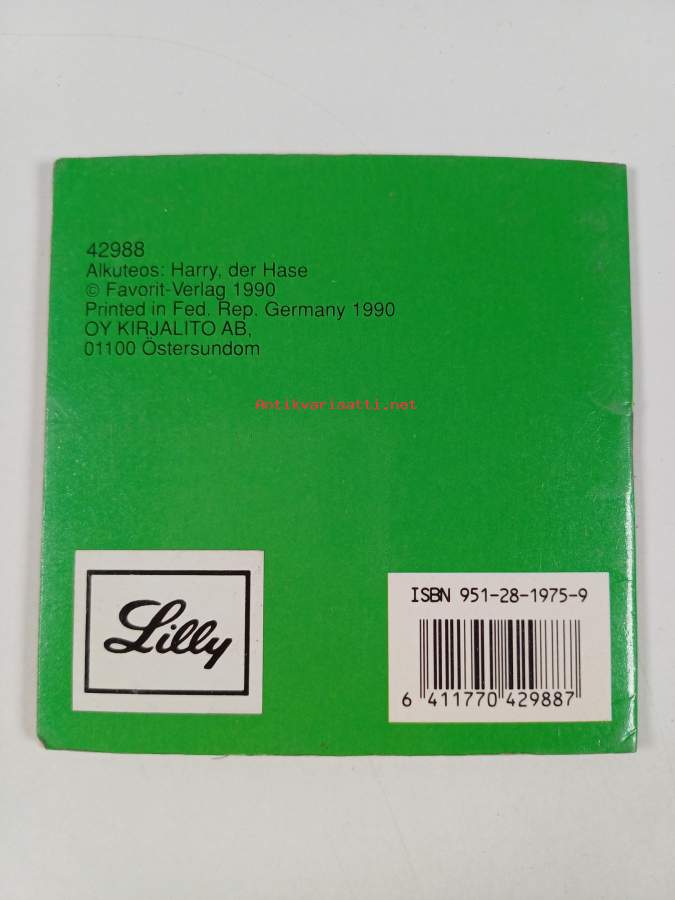 42988
Alkuteos: Harry, der Hase
© Favorit-Verlag 1990
Printed in Fed. Rep. Germany 1990
OY KIRJALITO AB,
01100 Östersundom
Antikvariaatti.net
Lilly
ISBN 951-28-1975-9
6 411770 429887